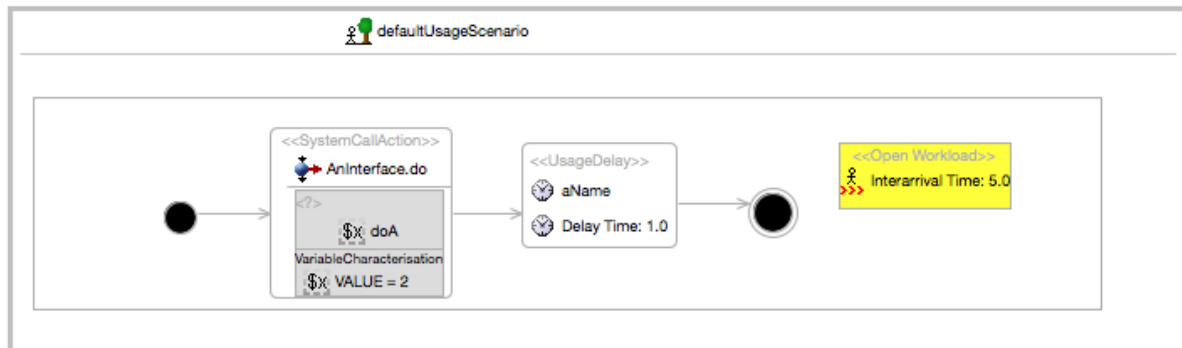 defaultUsageScenario
<<SystemCallAction>>
AnInterface.do
<?>
$x doA
VariableCharacterisation
$x VALUE = 2
<<UsageDelay>>
aName
Delay Time: 1.0
<<Open Workload>>
Interarrival Time: 5.0